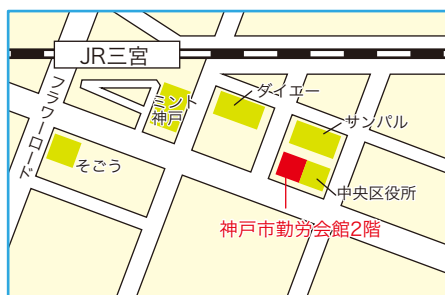 JR三宮
フラワーロード
ミント
神戸
ダイエー
サンパル
そごう
中央区役所
神戸市勤労会館2階